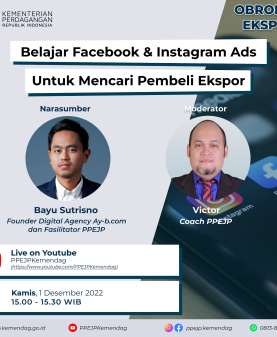 KEMENTERIAN
PERDAGANGAN
REPUBLIK INDONESIA
OBRO
EKSP
Belajar Facebook & Instagram Ads
Untuk Mencari Pembeli Ekspor
Narasumber
Moderator
Bayu Sutrisno
Founder Digital Agency Ay-b.com
dan Fasilitator PPEJP
Victor
Coach PPEJP
Live on Youtube
PPEJPKemendag
(https://www.youtube.com/PPEJPKemendag)
Kamis, 1 Desember 2022
15.00 - 15.30 WIB
.kemendag.go.id
PPEJPKemendag
ppejp.kemendag
0813-8
Instagram